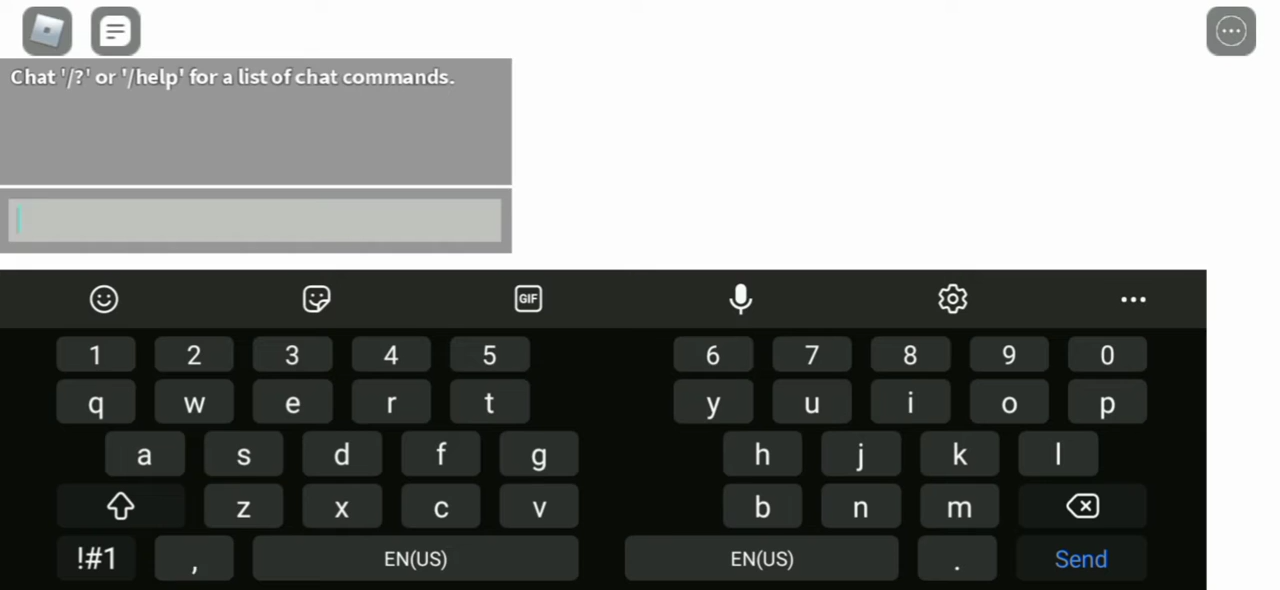 Chat '/?' or '/help' for a list of chat commands.
GIF
1 2 3 4 5 6 7 8 9 0
q w e r t y u i o p
a s d f g h j k l
z x c v b n m
!#1 , EN(US) EN(US) . Send